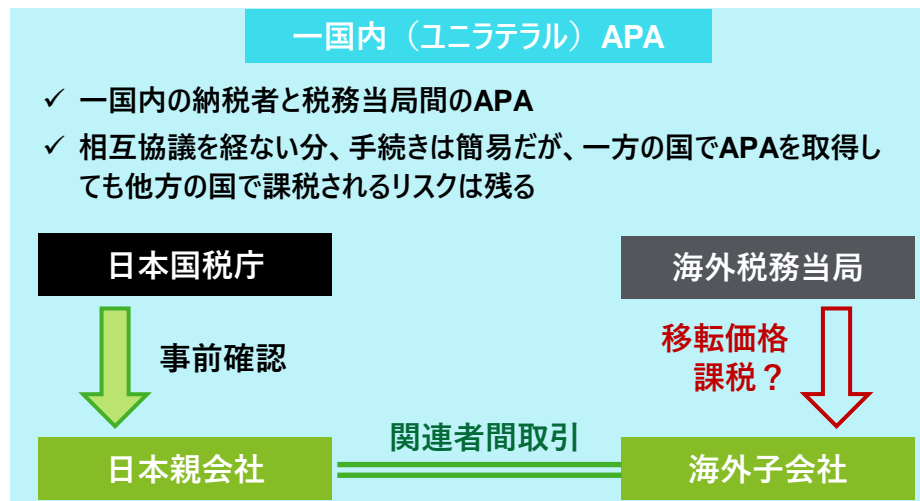 一国内（ユニラテラル）APA
✓ 一国内の納税者と税務当局間のAPA
✓ 相互協議を経ない分、手続きは簡易だが、一方の国でAPAを取得し
ても他方の国で課税されるリスクは残る
日本国税庁
海外税務当局
事前確認
移転価格
課税？
関連者間取引
日本親会社
海外子会社